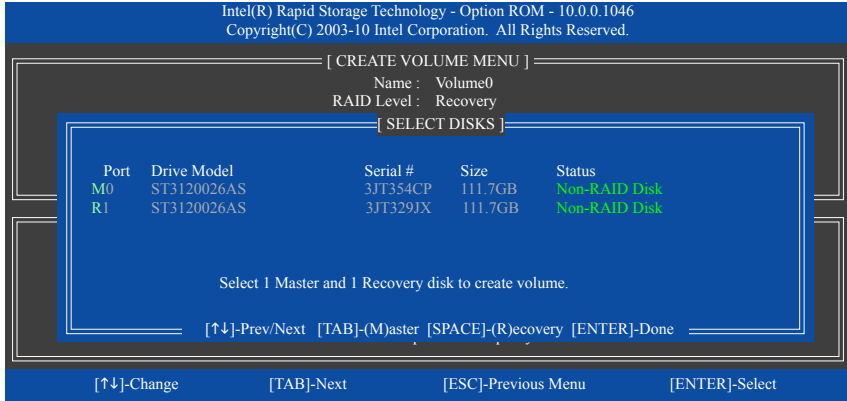 Intel(R) Rapid Storage Technology - Option ROM - 10.0.0.1046
Copyright(C) 2003-10 Intel Corporation. All Rights Reserved.
[ CREATE VOLUME MENU ]
Name : Volume0
RAID Level : Recovery
[ SELECT DISKS ]
Port Drive Model Serial # Size Status
M0 ST3120026AS 3JT354CP 111.7GB Non-RAID Disk
R1 ST3120026AS 3JT329JX 111.7GB Non-RAID Disk
Select 1 Master and 1 Recovery disk to create volume.
[↑↓]-Prev/Next [TAB]-(M)aster [SPACE]-(R)ecovery [ENTER]-Done
[↑↓]-Change [TAB]-Next [ESC]-Previous Menu [ENTER]-Select